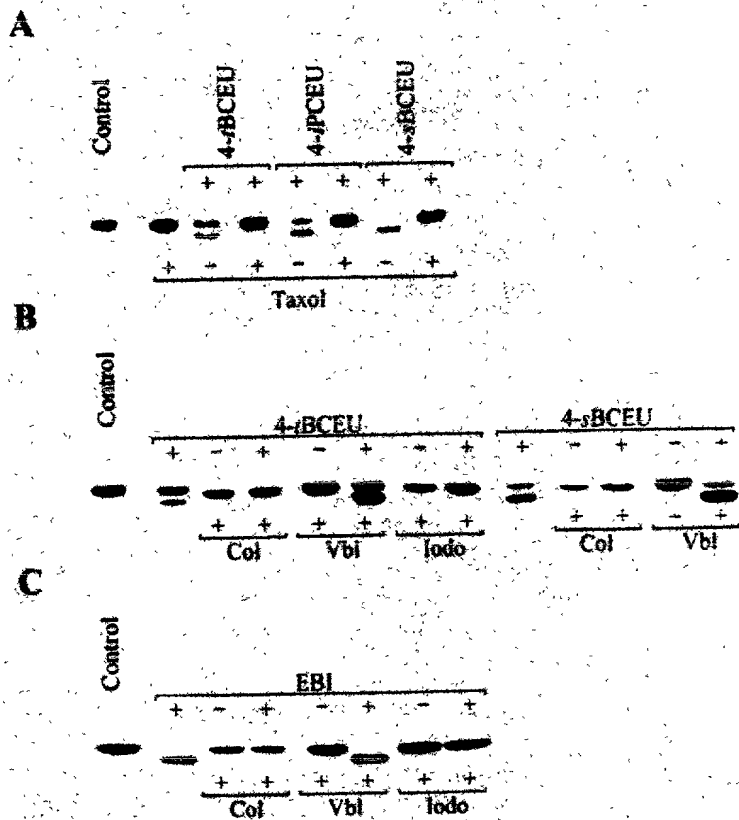 A
Control
4-tBCEU
4-iPCEU
4-sBCEU
+ + + + + +
+ - + - + - +
Taxol
B
Control
4-tBCEU
4-sBCEU
+ - + - + - + + - + - +
+ + + + + + + + - +
Col Vbl Iodo Col Vbl
C
Control
EBI
+ - + - + - +
+ + + + + +
Col Vbl Iodo